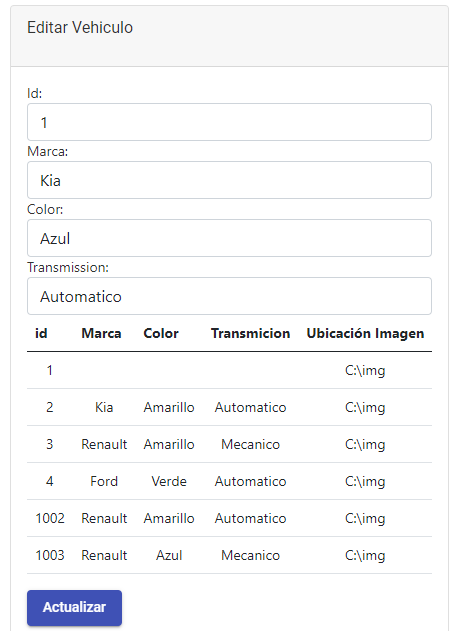 Editar Vehiculo
Id:
1
Marca:
Kia
Color:
Azul
Transmission:
Automatico
id Marca Color Transmicion Ubicación Imagen
1 C:\img
2 Kia Amarillo Automatico C:\img
3 Renault Amarillo Mecanico C:\img
4 Ford Verde Automatico C:\img
1002 Renault Amarillo Automatico C:\img
1003 Renault Azul Mecanico C:\img
Actualizar